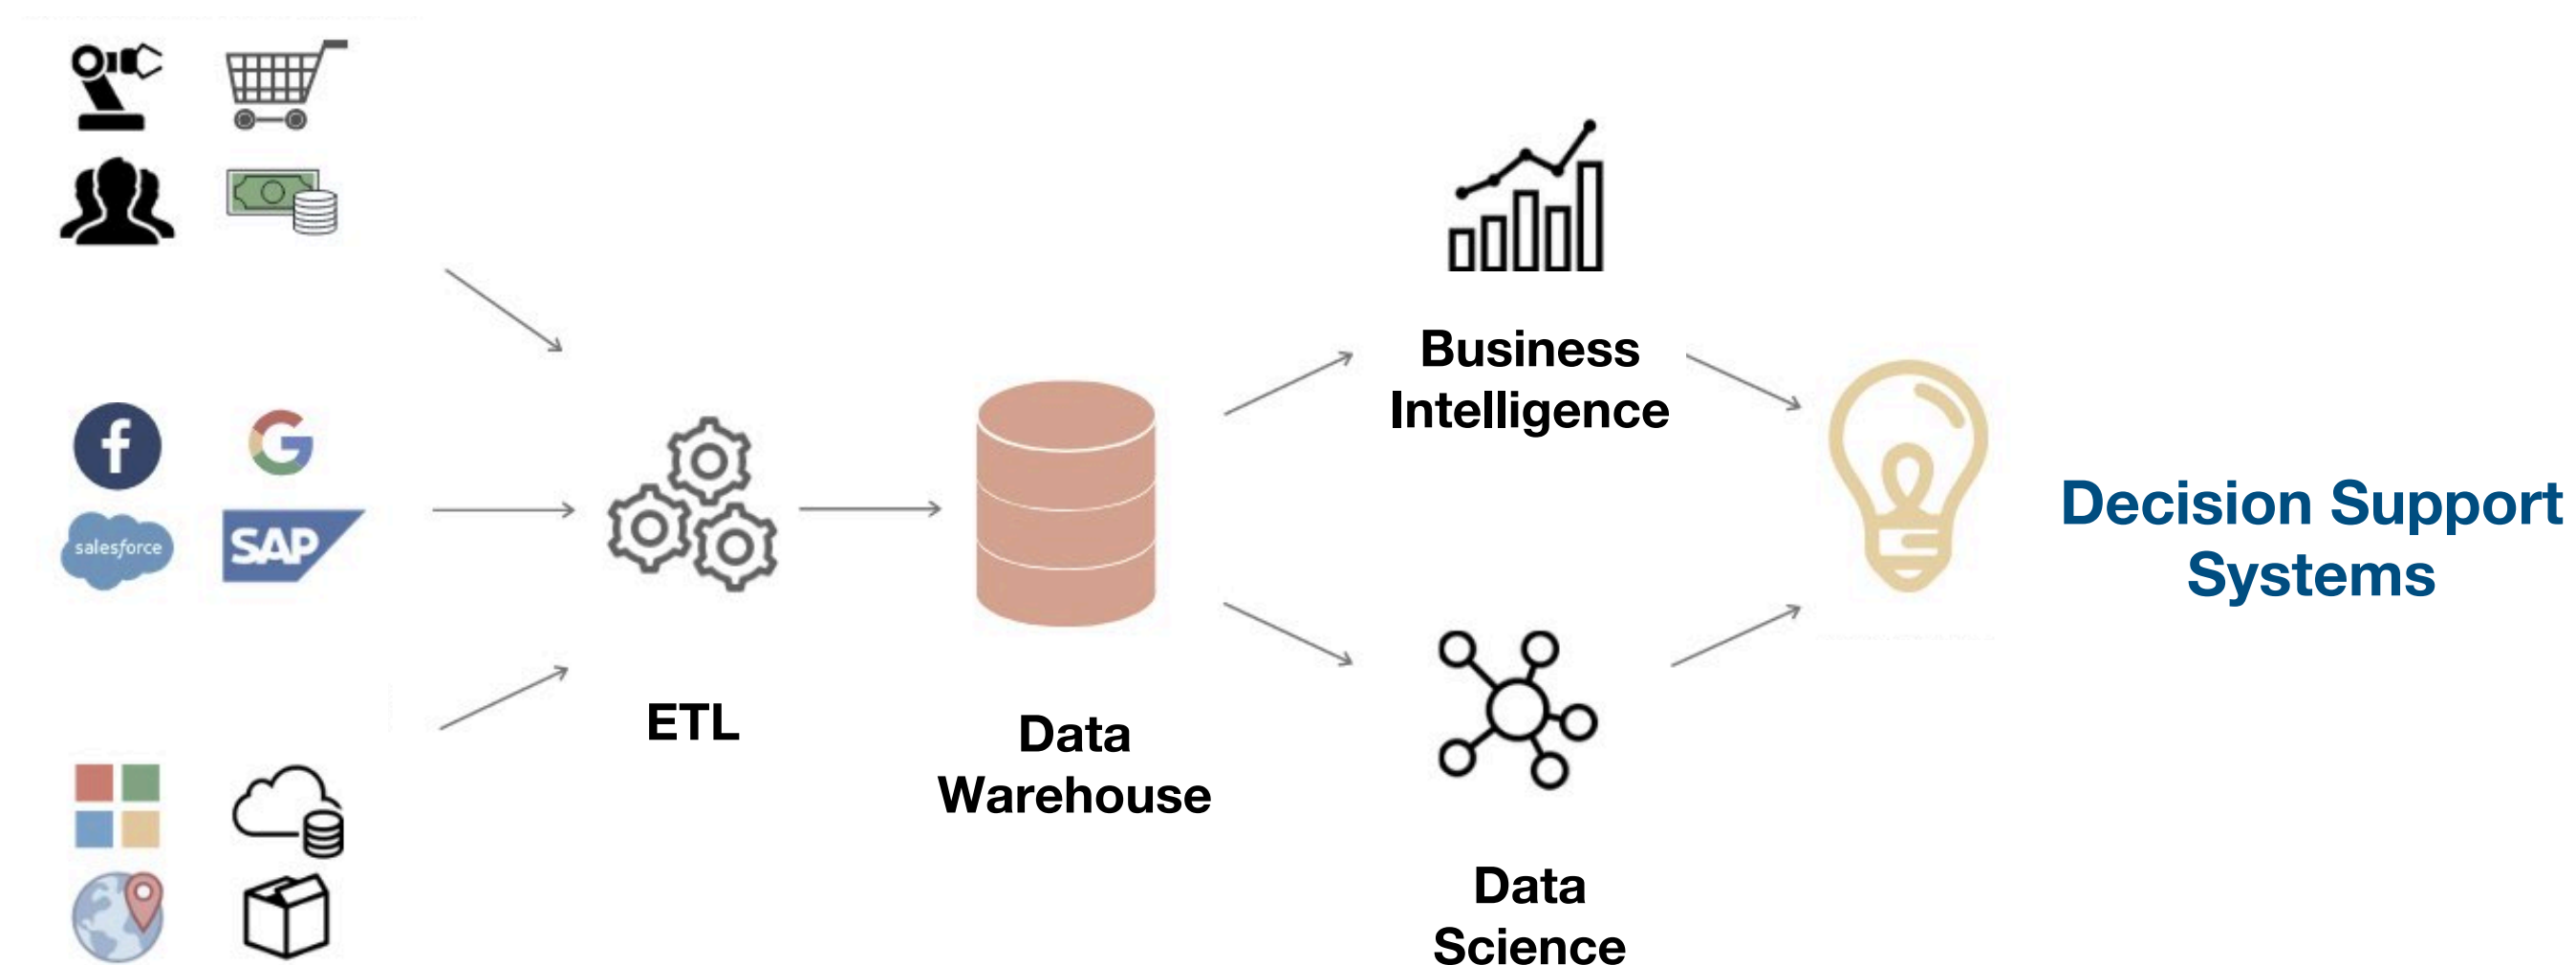 salesforce
SAP
ETL
Data
Warehouse
Business
Intelligence
Data
Science
Decision Support
Systems